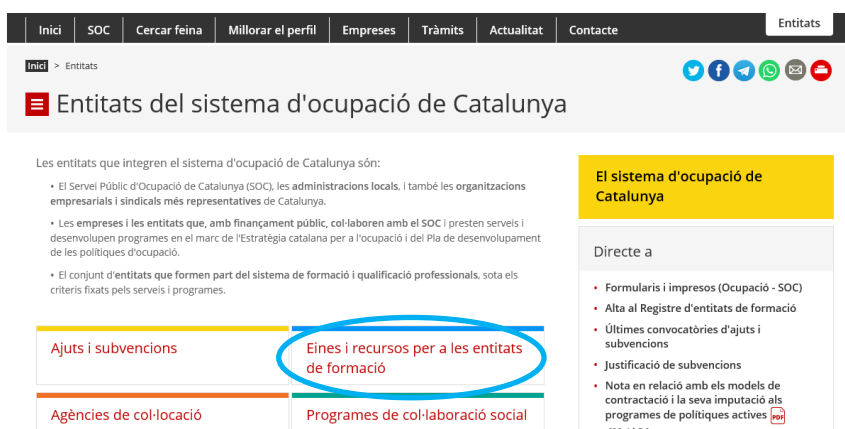 Inici
SOC
Cercar feina
Millorar el perfil
Empreses
Tràmits
Actualitat
Contacte
Entitats
Inici > Entitats
Entitats del sistema d'ocupació de Catalunya
Les entitats que integren el sistema d'ocupació de Catalunya són:
• El Servei Públic d'Ocupació de Catalunya (SOC), les administracions locals, i també les organitzacions
empresarials i sindicals més representatives de Catalunya.
• Les empreses i les entitats que, amb finançament públic, col·laboren amb el SOC i presten serveis i
desenvolupen programes en el marc de l'Estratègia catalana per a l'ocupació i del Pla de desenvolupament
de les polítiques d'ocupació.
• El conjunt d'entitats que formen part del sistema de formació i qualificació professionals, sota els
criteris fixats pels serveis i programes.
Ajuts i subvencions
Eines i recursos per a les entitats
de formació
Agències de col·locació
Programes de col·laboració social
El sistema d'ocupació de
Catalunya
Directe a
• Formularis i impresos (Ocupació - SOC)
• Alta al Registre d'entitats de formació
• Últimes convocatòries d'ajuts i
subvencions
• Justificació de subvencions
• Nota en relació amb els models de
contractació i la seva imputació als
programes de polítiques actives PDF